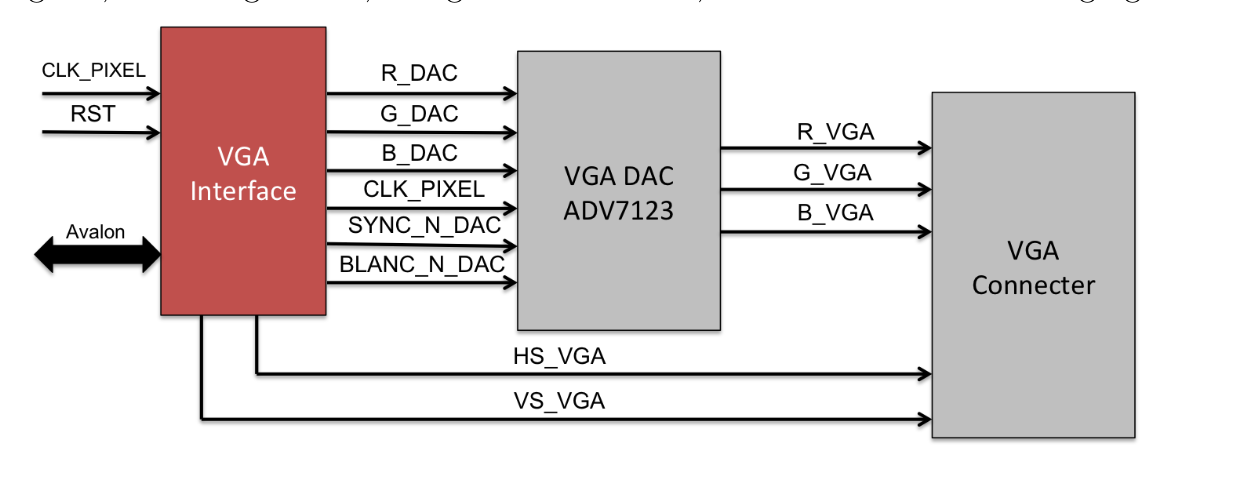 CLK_PIXEL
RST
Avalon
VGA
Interface
R_DAC
G_DAC
B_DAC
CLK_PIXEL
SYNC_N_DAC
BLANC_N_DAC
VGA DAC
ADV7123
R_VGA
G_VGA
B_VGA
VGA
Connecter
HS_VGA
VS_VGA